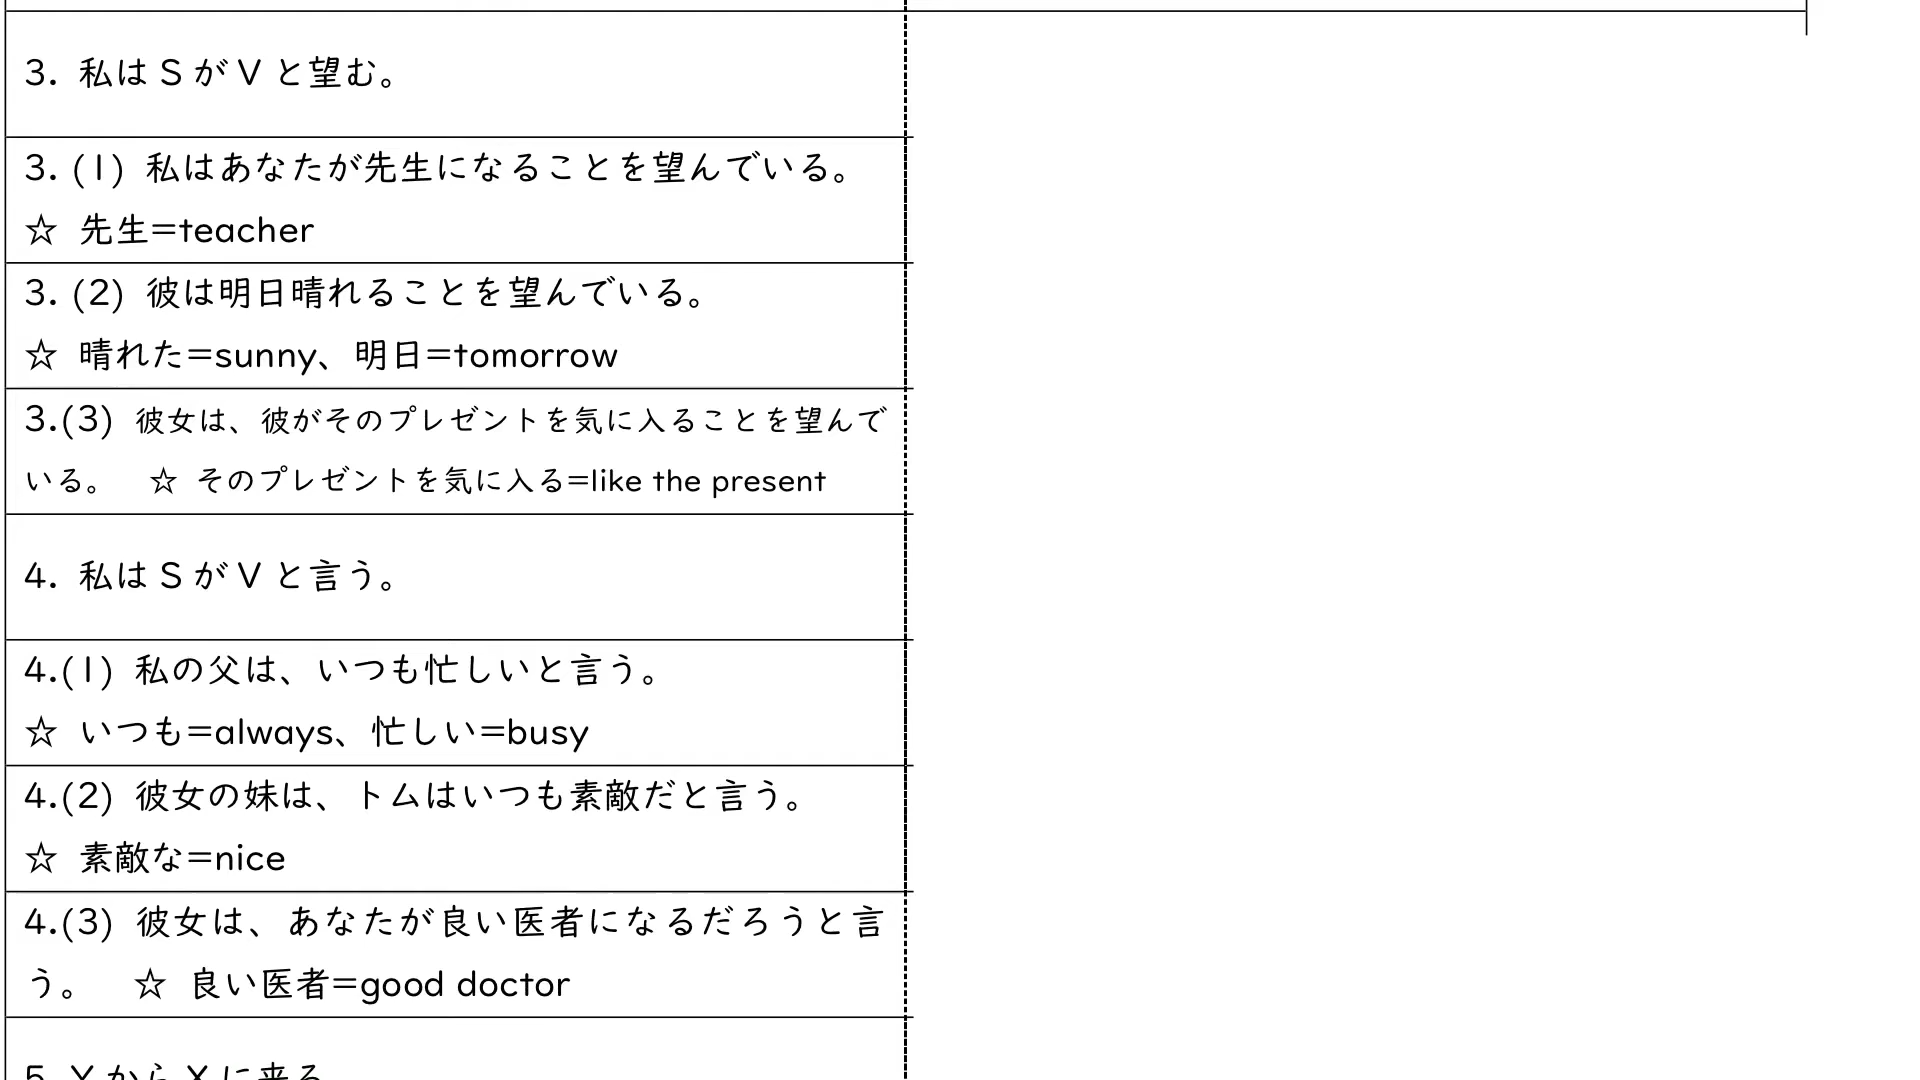 3. 私は S が V と望む。
3. (1) 私はあなたが先生になることを望んでいる。
☆ 先生=teacher
3. (2) 彼は明日晴れることを望んでいる。
☆ 晴れた=sunny、明日=tomorrow
3.(3) 彼女は、彼がそのプレゼントを気に入ることを望んで
いる。 ☆ そのプレゼントを気に入る=like the present
4. 私は S が V と言う。
4.(1) 私の父は、いつも忙しいと言う。
☆ いつも=always、忙しい=busy
4.(2) 彼女の妹は、トムはいつも素敵だと言う。
☆ 素敵な=nice
4.(3) 彼女は、あなたが良い医者になるだろうと言
う。 ☆ 良い医者=good doctor
5. Y から X に来る